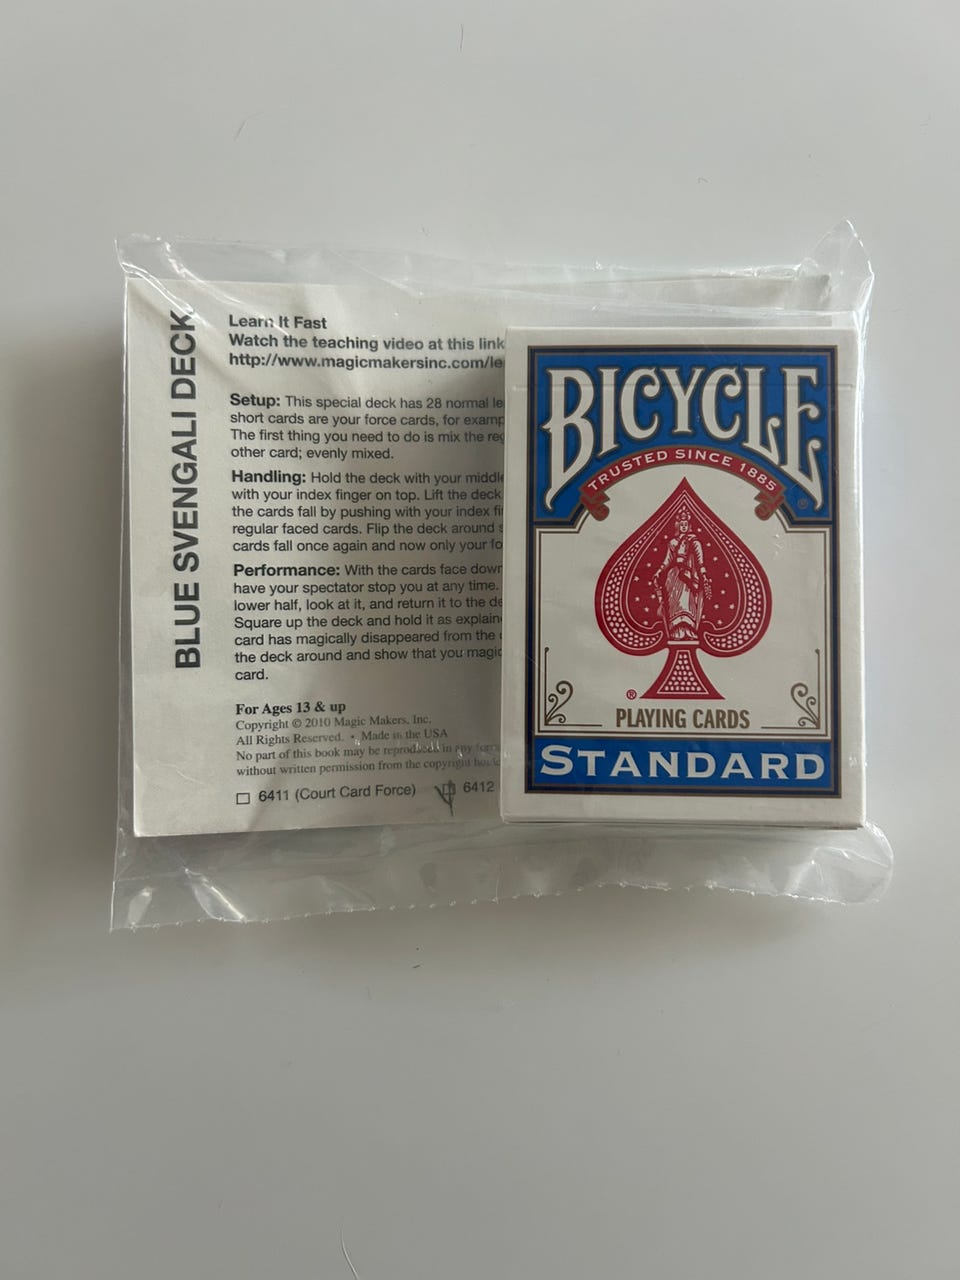 BLUE SVENGALI DECK
Learn It Fast
Watch the teaching video at this link
http://www.magicmakersinc.com/le
Setup: This special deck has 28 normal le
short cards are your force cards, for examp
The first thing you need to do is mix the reg
other card; evenly mixed.
Handling: Hold the deck with your middle
with your index finger on top. Lift the deck
the cards fall by pushing with your index fi
regular faced cards. Flip the deck around s
cards fall once again and now only your fo
Performance: With the cards face down
have your spectator stop you at any time.
lower half, look at it, and return it to the de
Square up the deck and hold it as explain
card has magically disappeared from the
the deck around and show that you magic
card.
For Ages 13 & up
Copyright © 2010 Magic Makers, Inc.
All Rights Reserved. • Made in the USA
No part of this book may be reproduced in any form
without written permission from the copyright holde
6411 (Court Card Force) 6412
BICYCLE
®
TRUSTED SINCE 1885
®
PLAYING CARDS
STANDARD